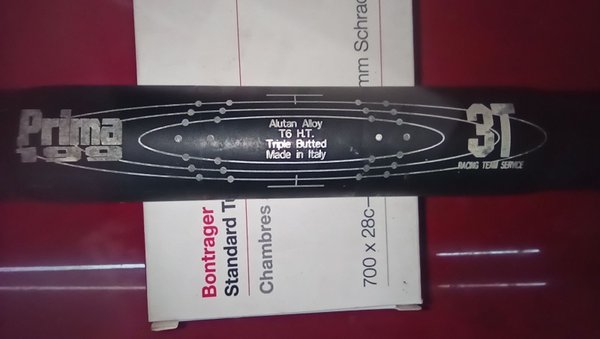 Prima
199
Alutan Alloy
T6 H.T.
Triple Butted
Made in Italy
3T
RACING TEAM SERVICE
Bontrager
Standard Tu
Chambres
700 x 28c–
mm Schrad